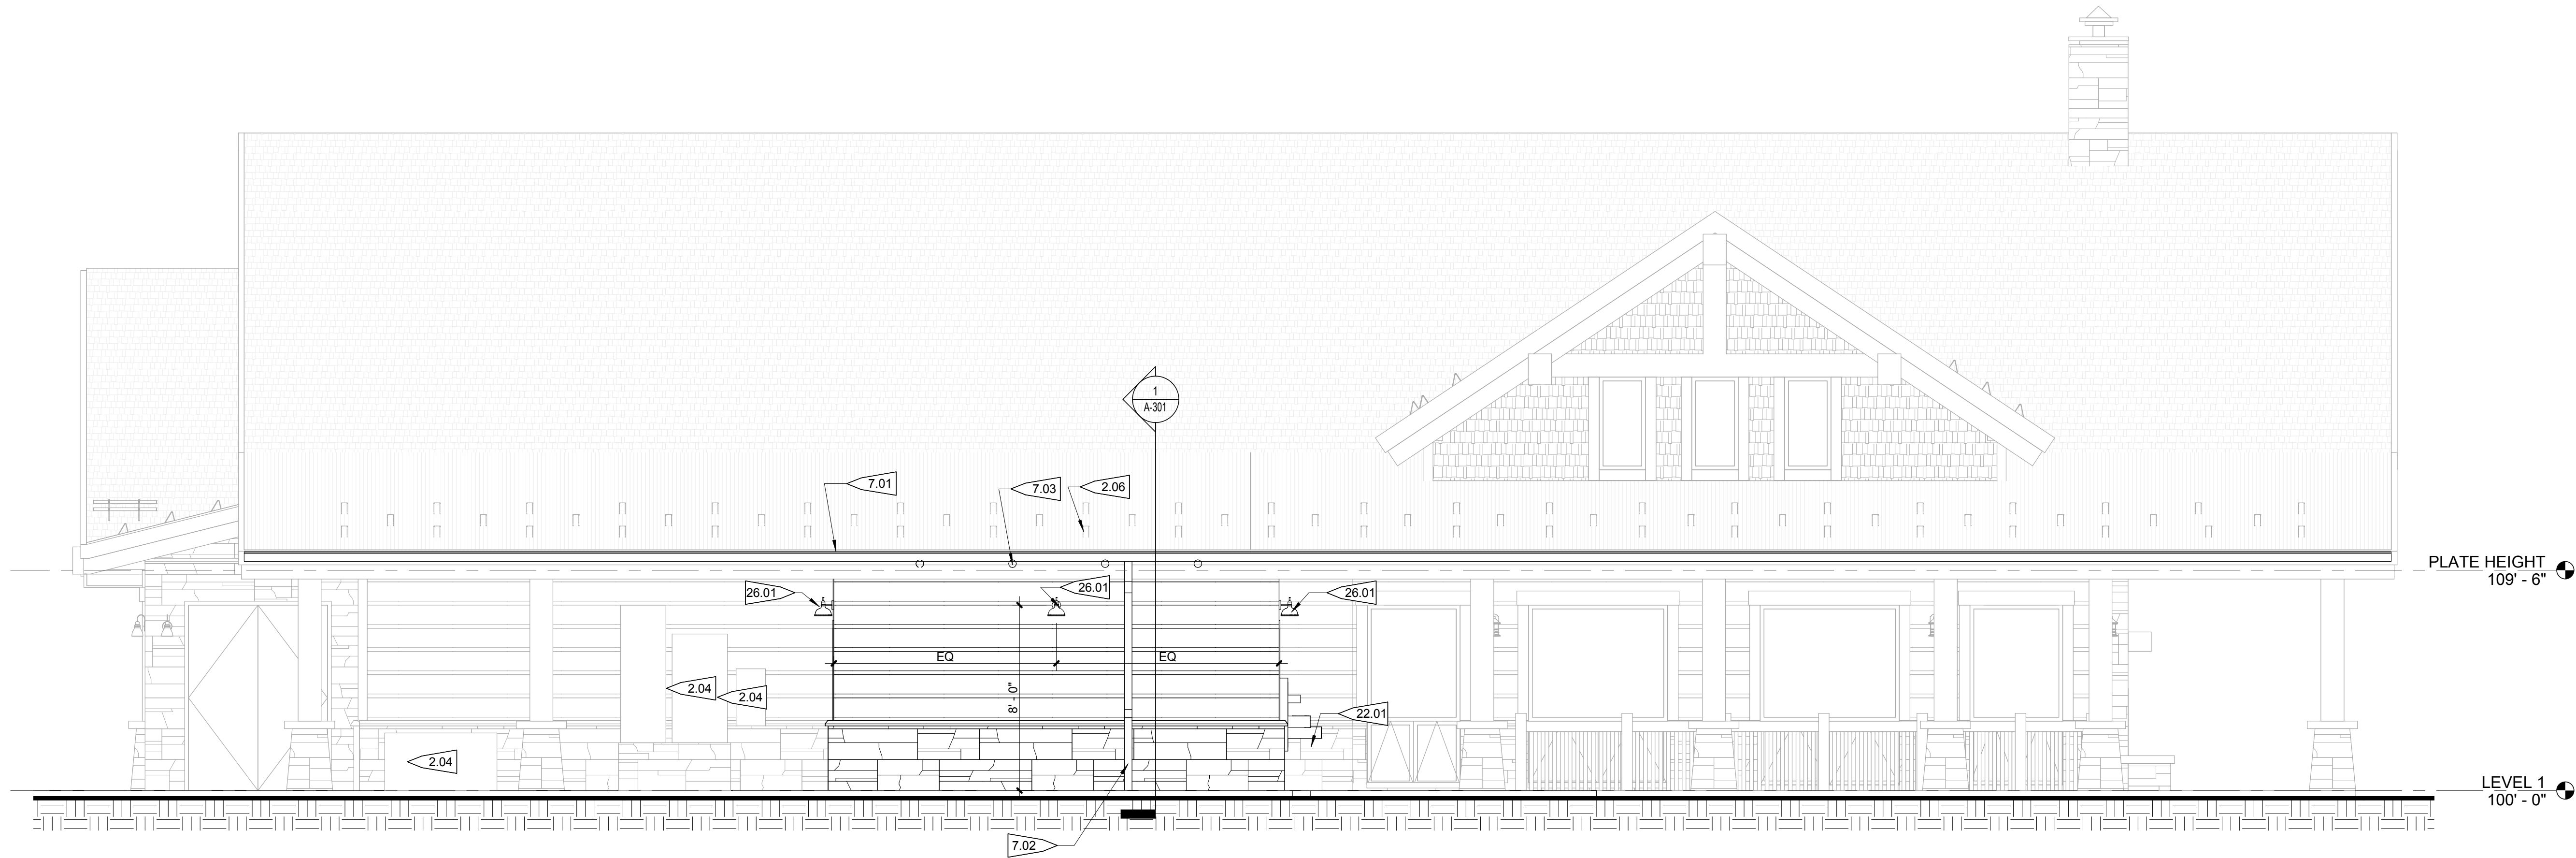 1
A-301
7.01
7.03
2.06
PLATE HEIGHT
109' - 6"
26.01
26.01
26.01
EQ
EQ
8' - 0"
2.04
2.04
22.01
2.04
LEVEL 1
100' - 0"
7.02